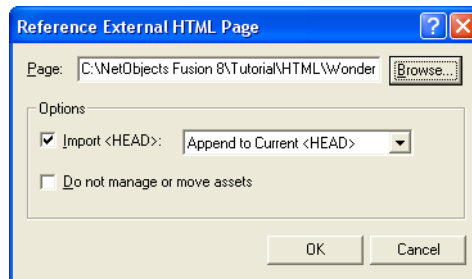 Reference External HTML Page
Page: C:\NetObjects Fusion 8\Tutorial\HTML\Wonder Browse...
Options
Import <HEAD>: Append to Current <HEAD>
Do not manage or move assets
OK Cancel